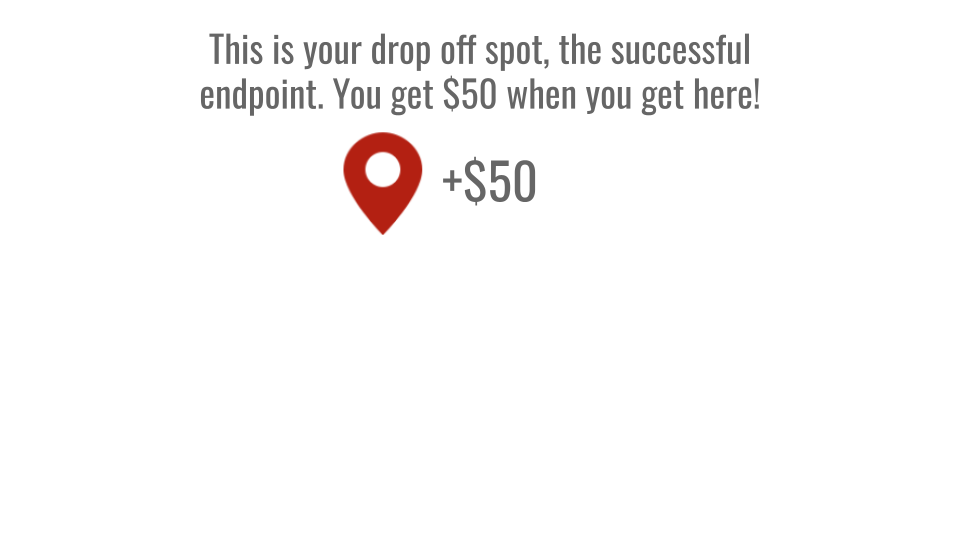 This is your drop off spot, the successful
endpoint. You get $50 when you get here!
+$50